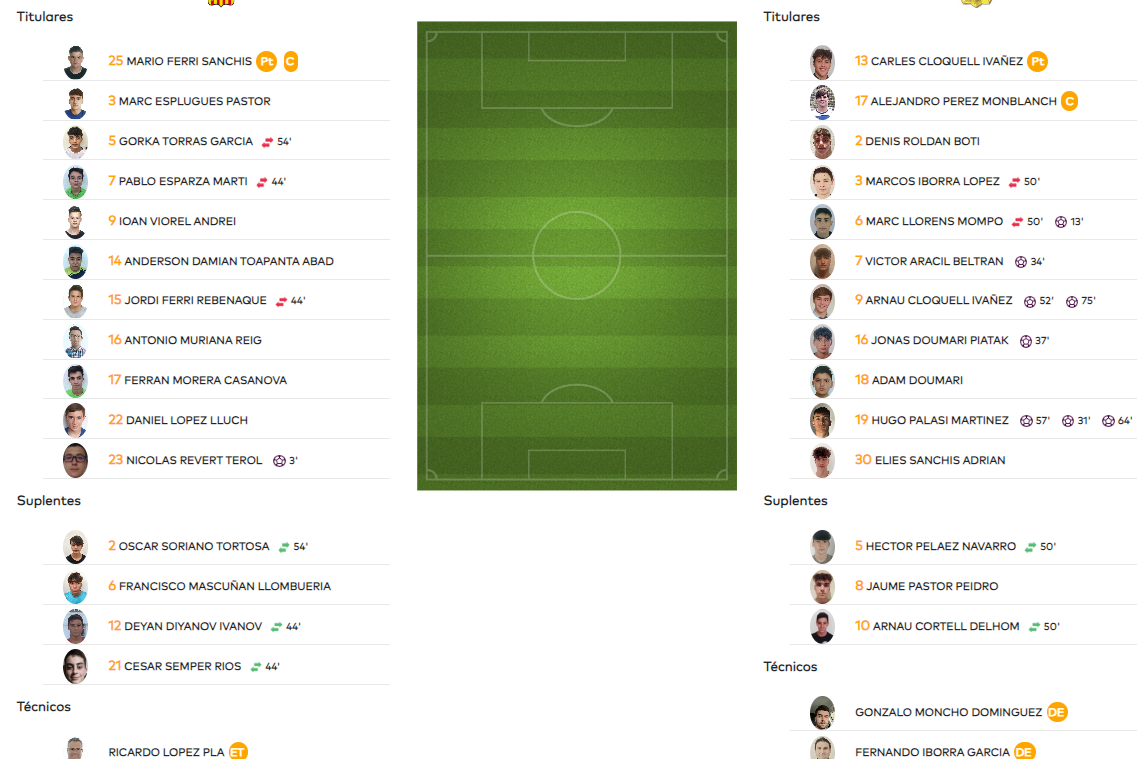 Titulares
25 MARIO FERRI SANCHIS Pt C
3 MARC ESPLUGUES PASTOR
5 GORKA TORRAS GARCIA 54'
7 PABLO ESPARZA MARTI 44'
9 IOAN VIOREL ANDREI
14 ANDERSON DAMIAN TOAPANTA ABAD
15 JORDI FERRI REBENAQUE 44'
16 ANTONIO MURIANA REIG
17 FERRAN MORERA CASANOVA
22 DANIEL LOPEZ LLUCH
23 NICOLAS REVERT TEROL 3'
Suplentes
2 OSCAR SORIANO TORTOSA 54'
6 FRANCISCO MASCUÑAN LLOMBUERIA
12 DEYAN DIYANOV IVANOV 44'
21 CESAR SEMPER RIOS 44'
Técnicos
RICARDO LOPEZ PLA ET
Titulares
13 CARLES CLOQUELL IVAÑEZ Pt
17 ALEJANDRO PEREZ MONBLANCH C
2 DENIS ROLDAN BOTI
3 MARCOS IBORRA LOPEZ 50'
6 MARC LLORENS MOMPO 50' 13'
7 VICTOR ARACIL BELTRAN 34'
9 ARNAU CLOQUELL IVAÑEZ 52' 75'
16 JONAS DOUMARI PIATAK 37'
18 ADAM DOUMARI
19 HUGO PALASI MARTINEZ 57' 31' 64'
30 ELIES SANCHIS ADRIAN
Suplentes
5 HECTOR PELAEZ NAVARRO 50'
8 JAUME PASTOR PEIDRO
10 ARNAU CORTELL DELHOM 50'
Técnicos
GONZALO MONCHO DOMINGUEZ DE
FERNANDO IBORRA GARCIA DE